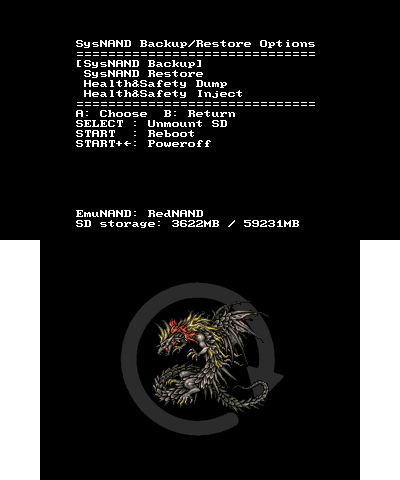 SysNAND Backup/Restore Options
==============================
[SysNAND Backup]
SysNAND Restore
Health&Safety Dump
Health&Safety Inject
==============================
A: Choose  B: Return
SELECT : Unmount SD
START  : Reboot
START+←: Poweroff
EmuNAND: RedNAND
SD storage: 3622MB / 59231MB